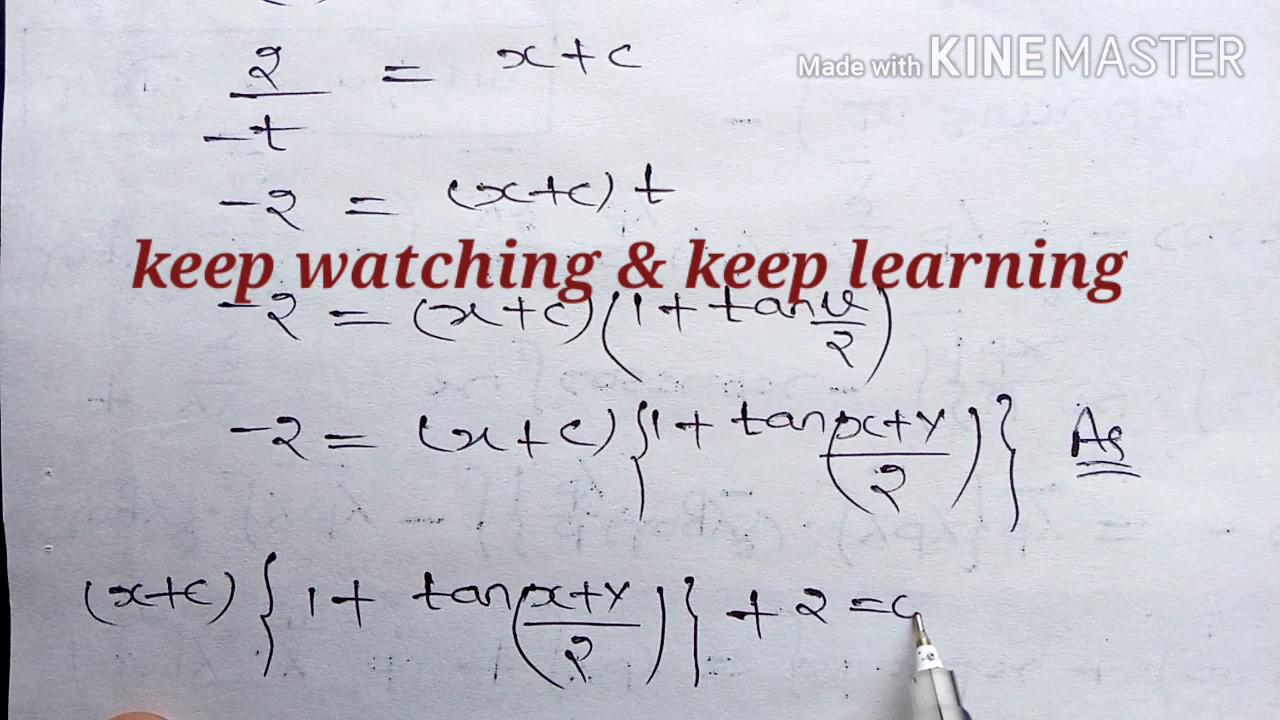 Made with KINEMASTER
2/-t = x+c
-2 = (x+c) t
keep watching & keep learning
-2 = (x+c)(1+tan v/2)
-2 = (x+c){1+tan(x+y/2)} As
(x+c){1+tan(x+y/2)}+2=0